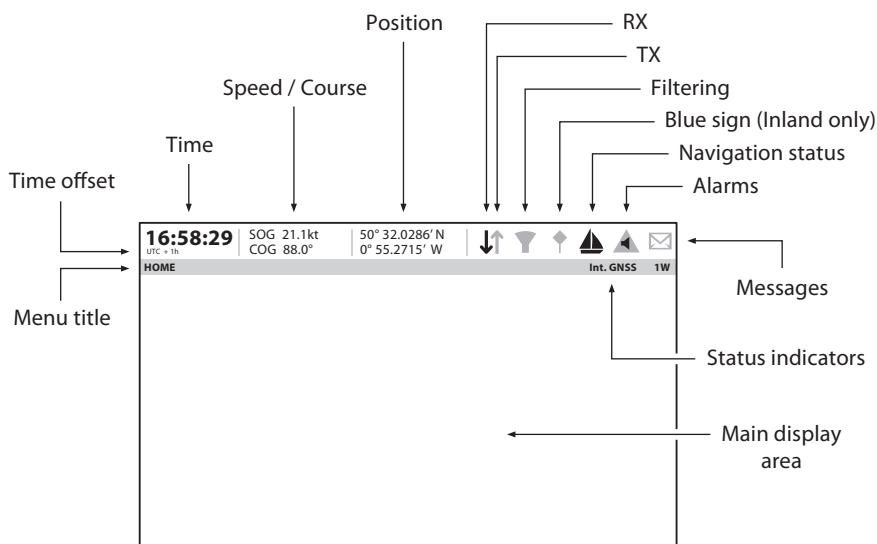 Position
RX
TX
Speed / Course
Filtering
Blue sign (Inland only)
Time
Navigation status
Time offset
Alarms
16:58:29
UTC + 1h
SOG 21.1kt
COG 88.0°
50° 32.0286′ N
0° 55.2715′ W
HOME
Int. GNSS 1W
Messages
Menu title
Status indicators
Main display
area